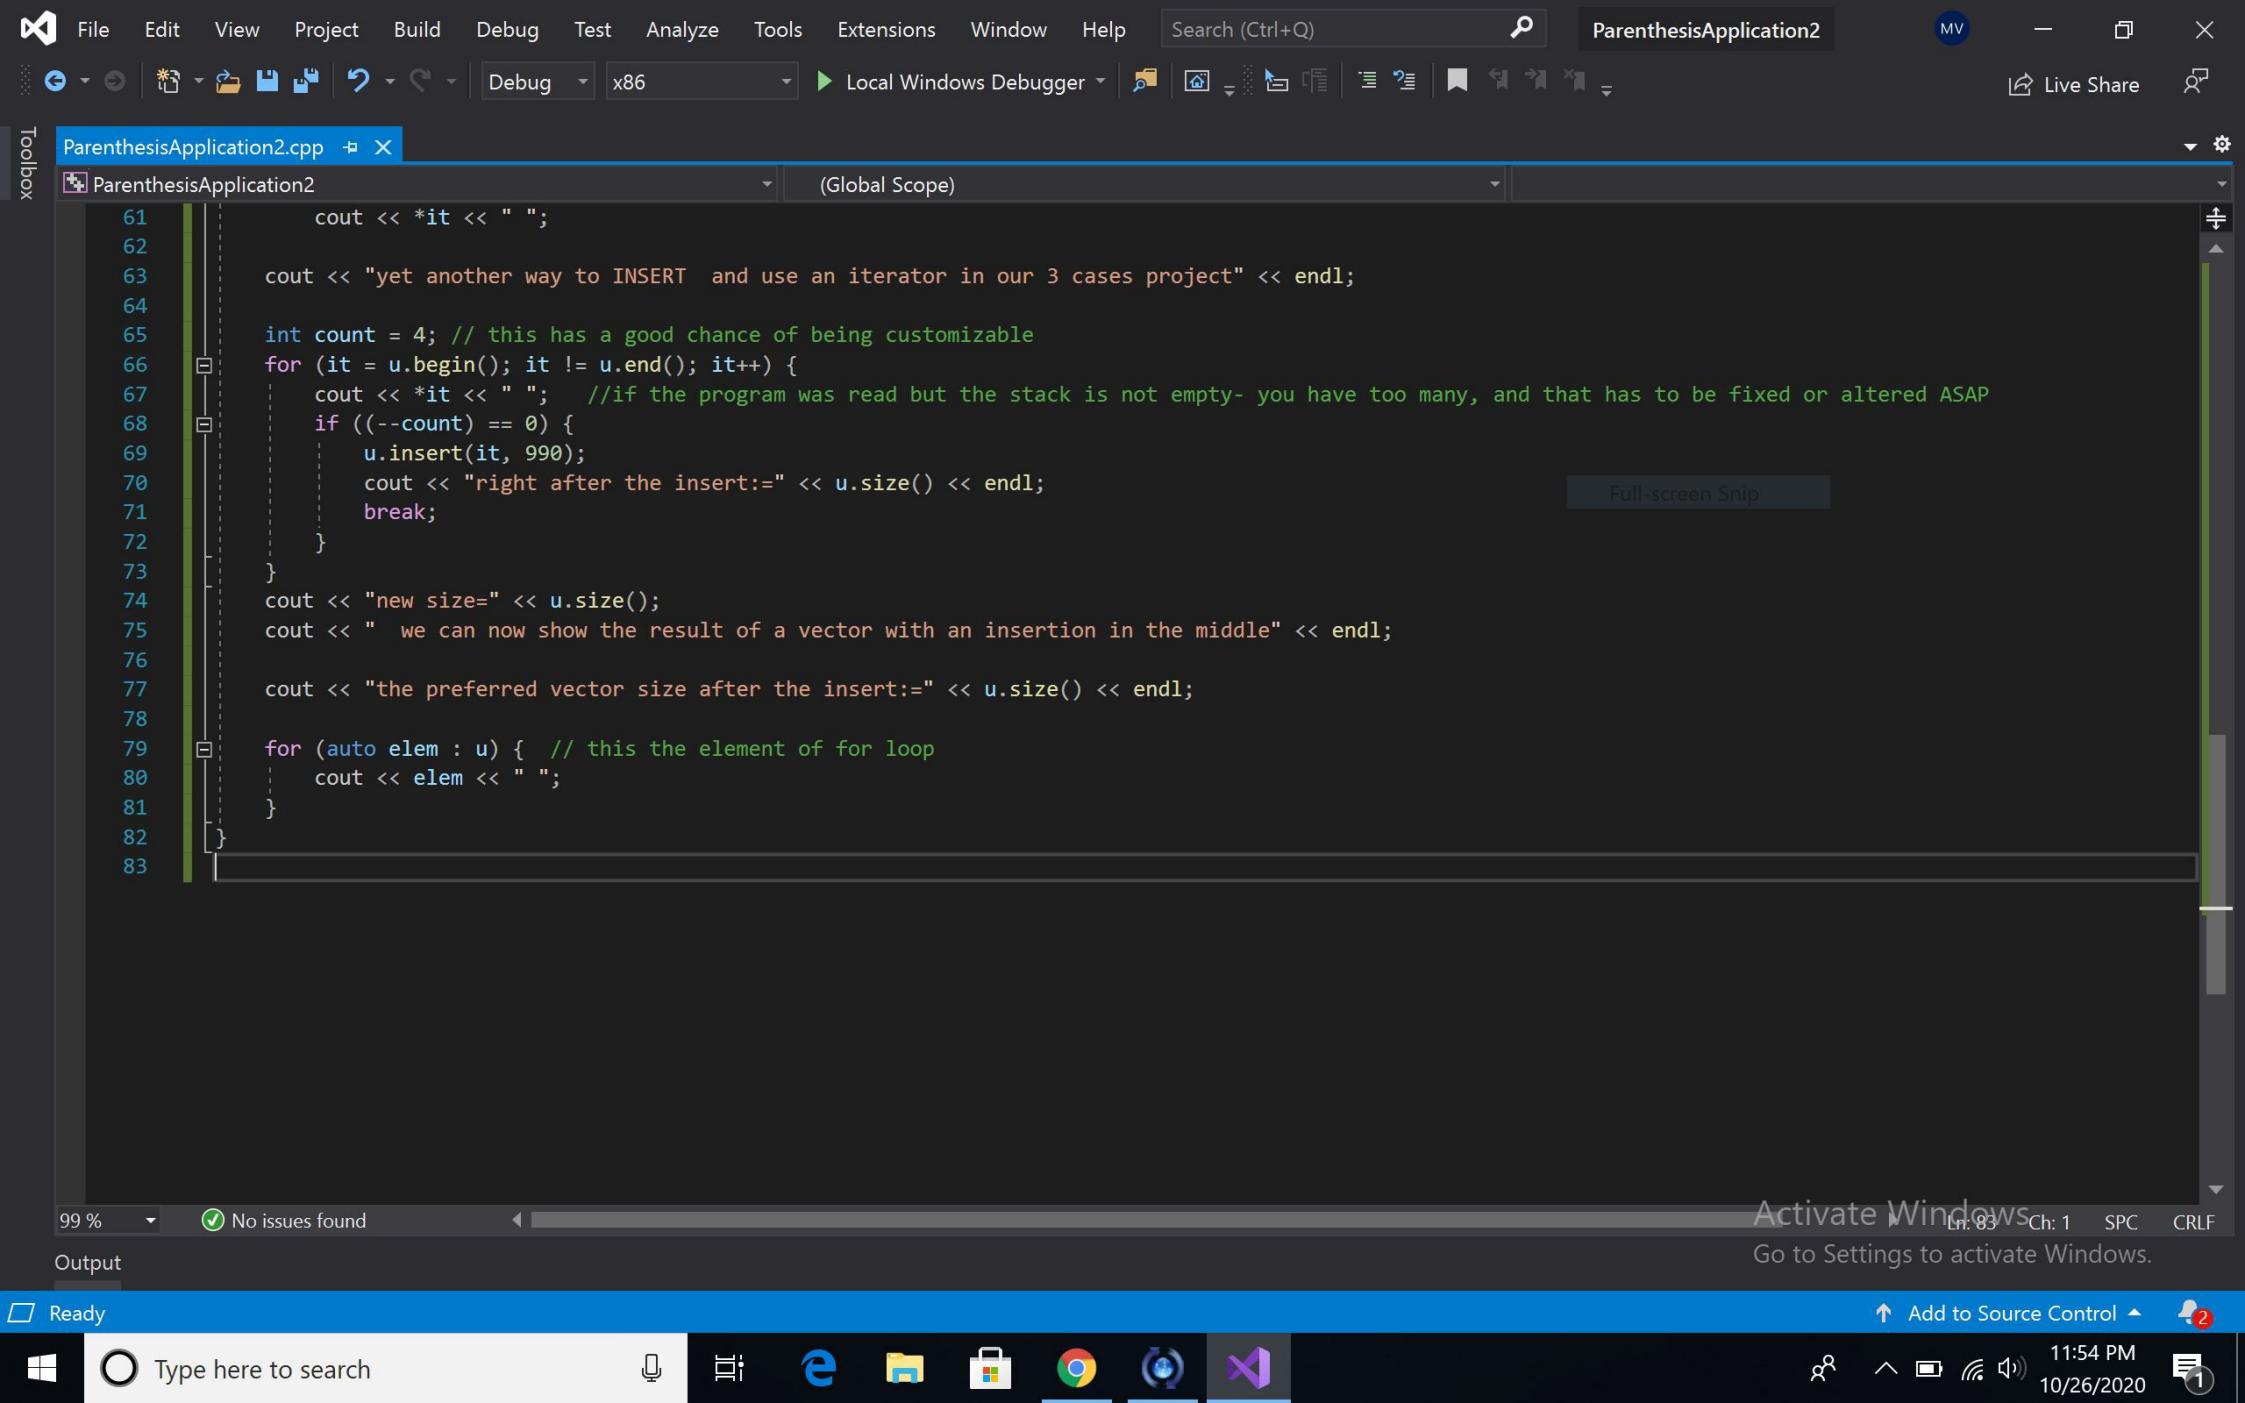 File Edit View Project Build Debug Test Analyze Tools Extensions Window Help Search (Ctrl+Q) ParenthesisApplication2 MV
Debug x86 Local Windows Debugger Live Share
Toolbox
ParenthesisApplication2.cpp
ParenthesisApplication2 (Global Scope)
61 cout << *it << " ";
62
63 cout << "yet another way to INSERT  and use an iterator in our 3 cases project" << endl;
64
65 int count = 4; // this has a good chance of being customizable
66 for (it = u.begin(); it != u.end(); it++) {
67 cout << *it << " ";   //if the program was read but the stack is not empty- you have too many, and that has to be fixed or altered ASAP
68 if ((--count) == 0) {
69 u.insert(it, 990);
70 cout << "right after the insert:=" << u.size() << endl;
71 break;
72 }
73 }
74 cout << "new size=" << u.size();
75 cout << "  we can now show the result of a vector with an insertion in the middle" << endl;
76
77 cout << "the preferred vector size after the insert:=" << u.size() << endl;
78
79 for (auto elem : u) {  // this the element of for loop
80 cout << elem << " ";
81 }
82 }
83
Full-screen Snip
99 % No issues found Ln: 83 Ch: 1 SPC CRLF
Activate Windows
Go to Settings to activate Windows.
Output
Ready Add to Source Control 2
Type here to search 11:54 PM
10/26/2020 1